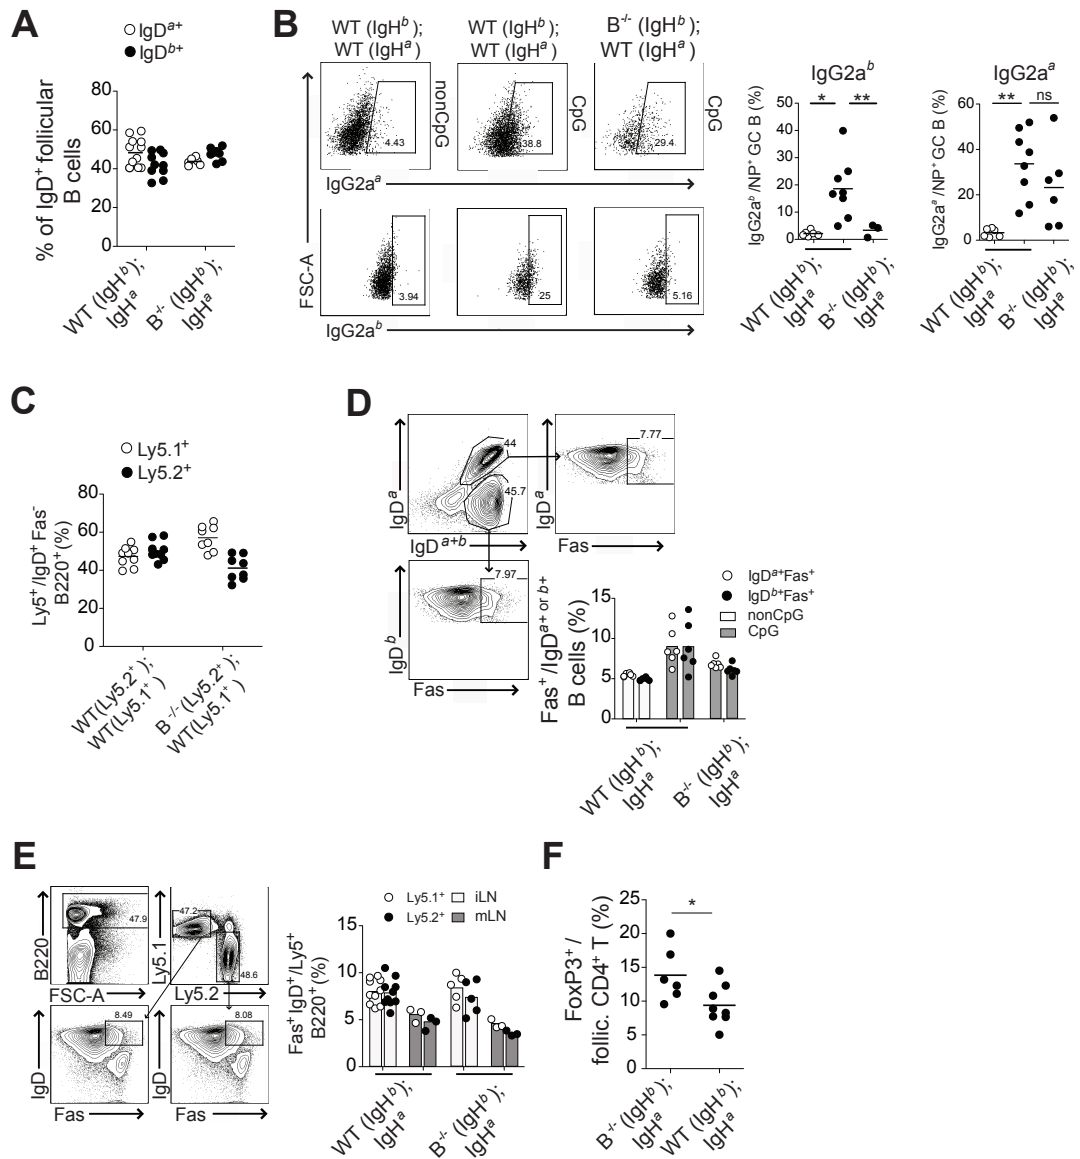 A
IgDa+
IgDb+
% of IgD+ follicular
B cells
80
60
40
20
0
WT (IgHb);
IgHa
B-/- (IgHb);
IgHa
B
WT (IgHb);
WT (IgHa)
WT (IgHb);
WT (IgHa)
B-/- (IgHb);
WT (IgHa)
nonCpG
CpG
CpG
4.43
38.8
29.4
IgG2aa
FSC-A
3.94
25
5.16
IgG2ab
IgG2ab
IgG2ab /NP+ GC B (%)
50
40
30
20
10
0
* **
WT (IgHb);
IgHa
B-/- (IgHb);
IgHa
IgG2aa
IgG2aa /NP+ GC B (%)
60
40
20
0
** ns
WT (IgHb);
IgHa
B-/- (IgHb);
IgHa
C
Ly5.1+
Ly5.2+
Ly5+/IgD+ Fas-
B220+ (%)
80
60
40
20
0
WT(Ly5.2+);
WT(Ly5.1+)
B-/-(Ly5.2+;
WT(Ly5.1+)
D
44
45.7
IgDa
IgDa+b
7.77
IgDa
Fas
7.97
IgDb
Fas
IgDa+Fas+
IgDb+Fas+
nonCpG
CpG
Fas+/IgDa+ or b+
B cells (%)
15
10
5
0
WT (IgHb);
IgHa
B-/- (IgHb);
IgHa
E
B220
47.9
FSC-A
Ly5.1
47.2
48.6
Ly5.2
IgD
8.49
Fas
IgD
8.08
Fas
Ly5.1+
Ly5.2+
iLN
mLN
Fas+ IgD+/Ly5+
B220+ (%)
15
10
5
0
WT (IgHb);
IgHa
B-/- (IgHb);
IgHa
F
FoxP3+ /
follic. CD4+ T (%)
25
20
15
10
5
0
*
B-/- (IgHb);
IgHa
WT (IgHb);
IgHa